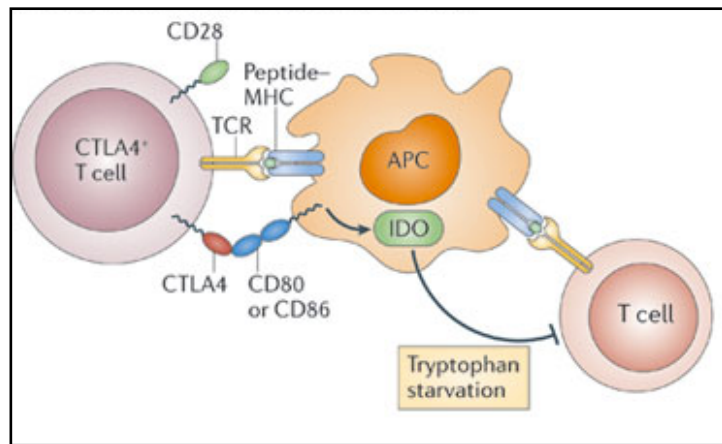 CD28
Peptide–
MHC
TCR
CTLA4⁺
T cell
APC
IDO
CTLA4
CD80
or CD86
T cell
Tryptophan
starvation